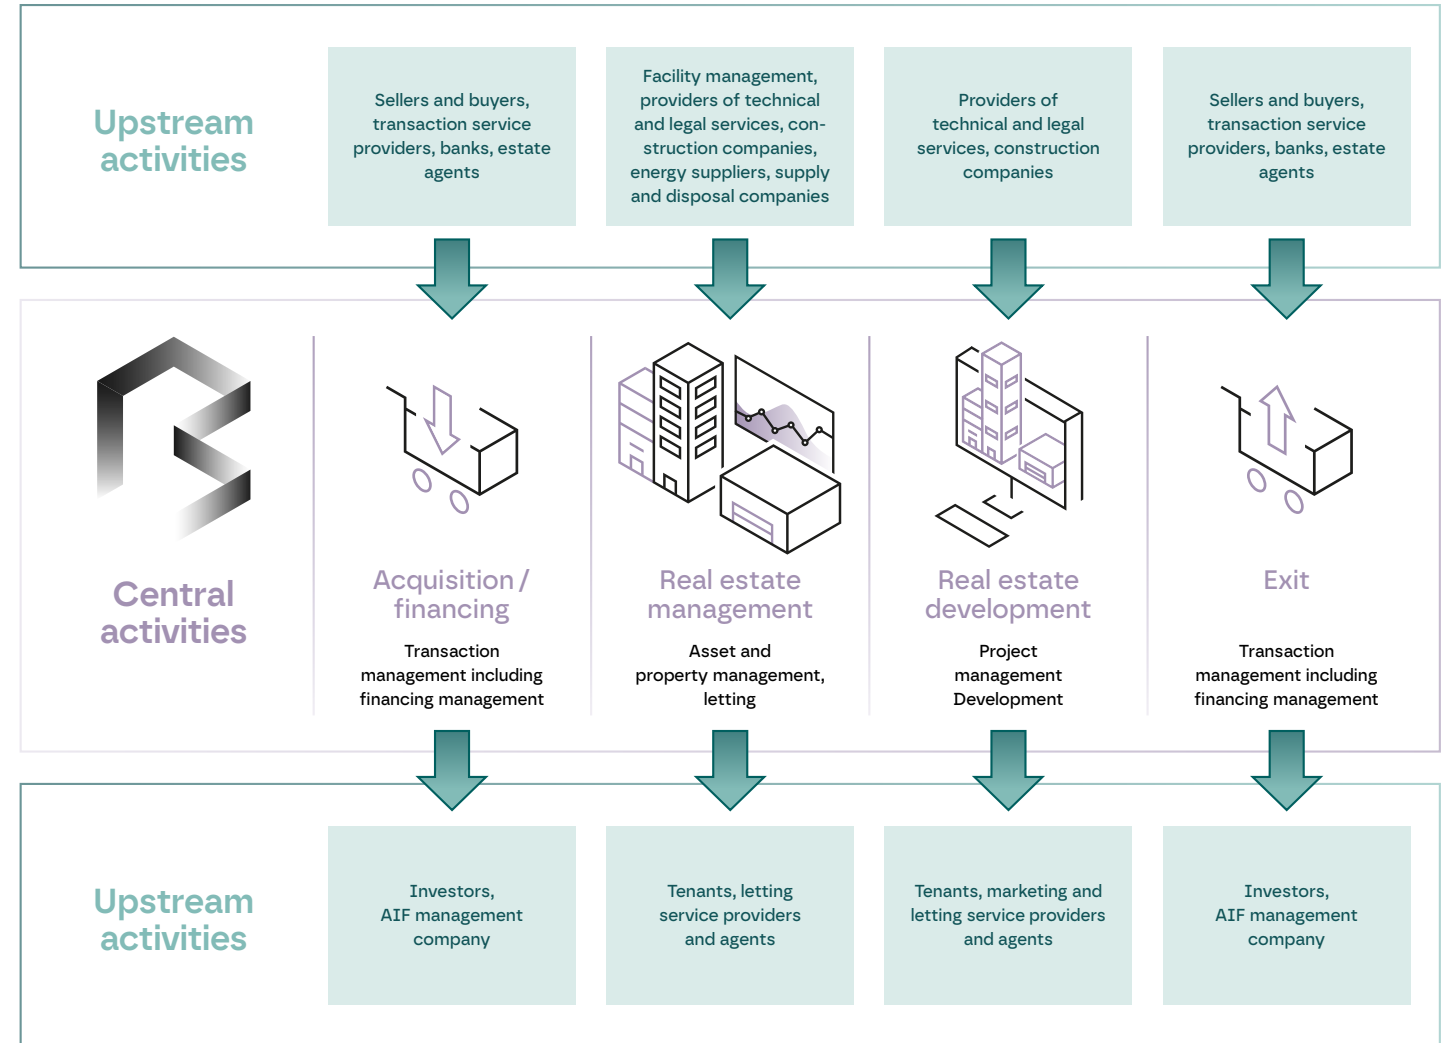 Upstream
activities
Sellers and buyers,
transaction service
providers, banks, estate
agents
Facility management,
providers of technical
and legal services, con-
struction companies,
energy suppliers, supply
and disposal companies
Providers of
technical and legal
services, construction
companies
Sellers and buyers,
transaction service
providers, banks, estate
agents
Central
activities
Acquisition /
financing
Transaction
management including
financing management
Real estate
management
Asset and
property management,
letting
Real estate
development
Project
management
Development
Exit
Transaction
management including
financing management
Upstream
activities
Investors,
AIF management
company
Tenants, letting
service providers
and agents
Tenants, marketing and
letting service providers
and agents
Investors,
AIF management
company